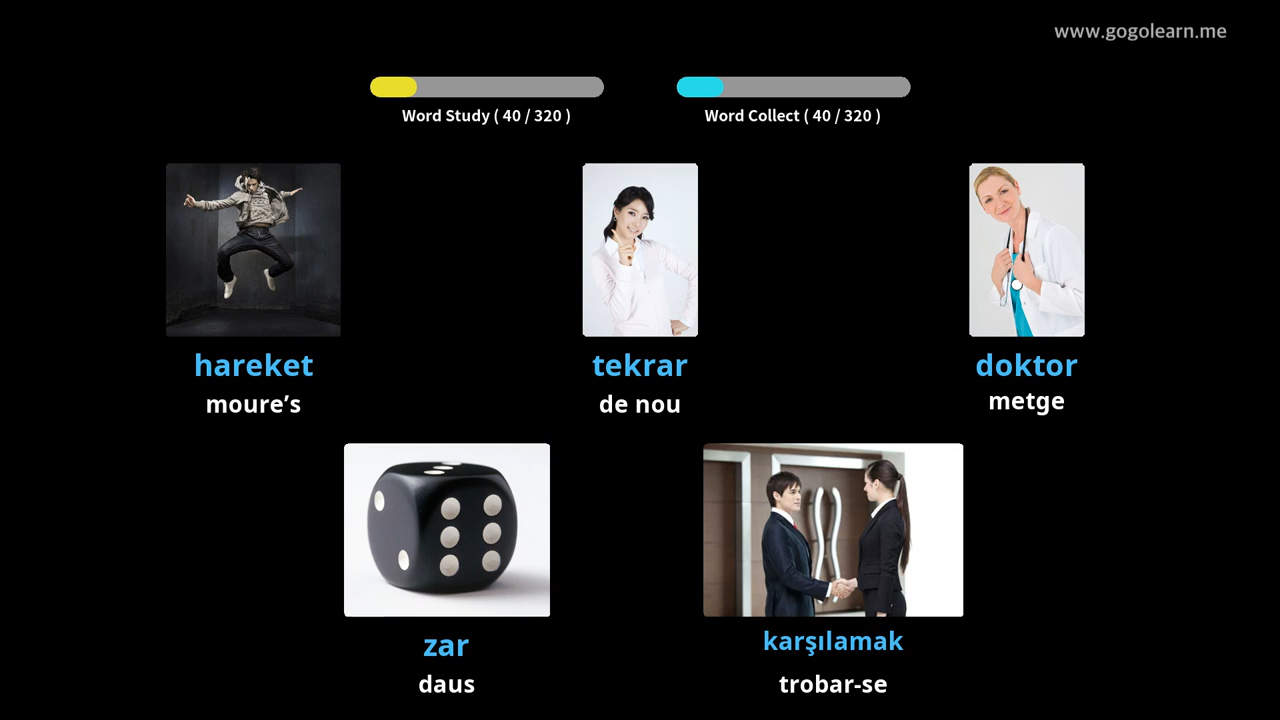 www.gogolearn.me
Word Study ( 40 / 320 )
Word Collect ( 40 / 320 )
hareket
moure’s
tekrar
de nou
doktor
metge
zar
daus
karşılamak
trobar-se